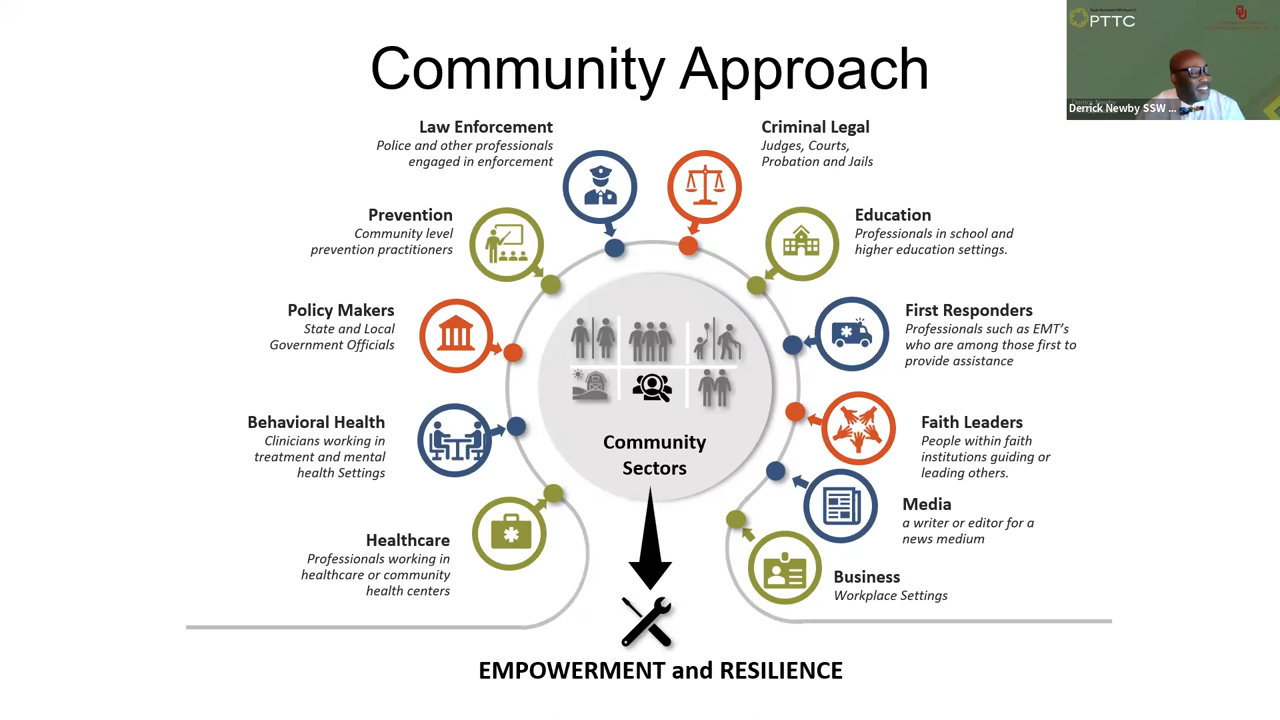 Community Approach
PTTC
Derrick Newby SSW ...
Law Enforcement
Police and other professionals
engaged in enforcement
Criminal Legal
Judges, Courts,
Probation and Jails
Prevention
Community level
prevention practitioners
Education
Professionals in school and
higher education settings.
Policy Makers
State and Local
Government Officials
First Responders
Professionals such as EMT's
who are among those first to
provide assistance
Behavioral Health
Clinicians working in
treatment and mental
health Settings
Faith Leaders
People within faith
institutions guiding or
leading others.
Community
Sectors
Media
a writer or editor for a
news medium
Healthcare
Professionals working in
healthcare or community
health centers
Business
Workplace Settings
EMPOWERMENT and RESILIENCE